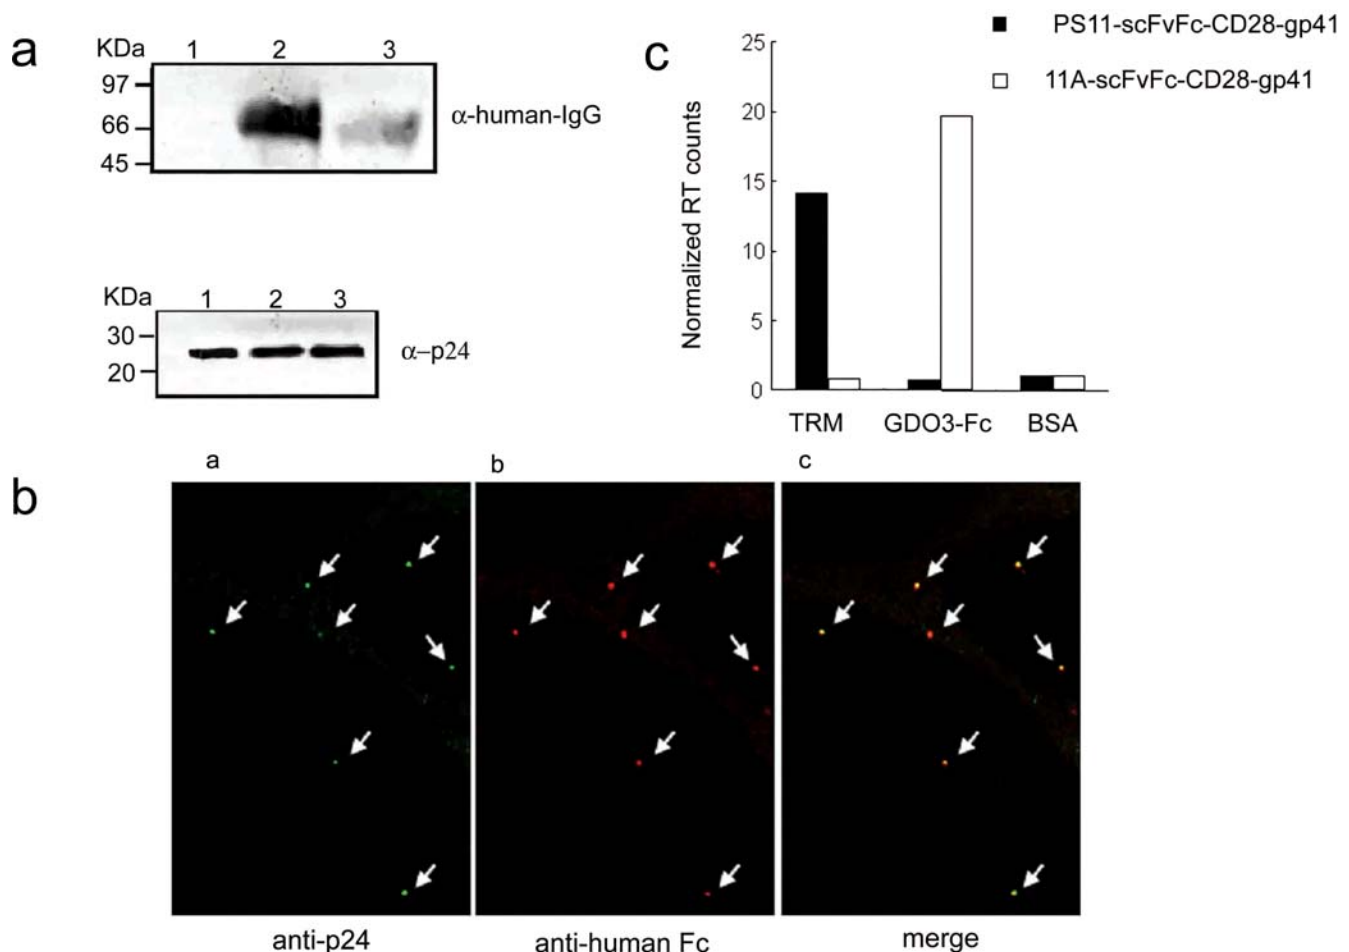 a
KDa 1 2 3
97
66
45
α-human-IgG
KDa 1 2 3
30
20
α–p24
c
PS11-scFvFc-CD28-gp41
11A-scFvFc-CD28-gp41
Normalized RT counts
25
20
15
10
5
0
TRM GDO3-Fc BSA
b
a b c
anti-p24 anti-human Fc merge